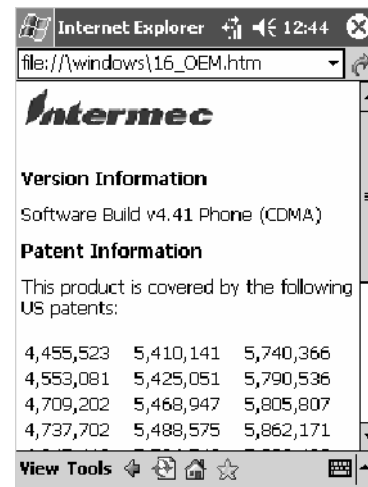 Internet Explorer 12:44
file://\windows\16_OEM.htm
Intermec
Version Information
Software Build v4.41 Phone (CDMA)
Patent Information
This product is covered by the following
US patents:
4,455,523 5,410,141 5,740,366
4,553,081 5,425,051 5,790,536
4,709,202 5,468,947 5,805,807
4,737,702 5,488,575 5,862,171
View Tools